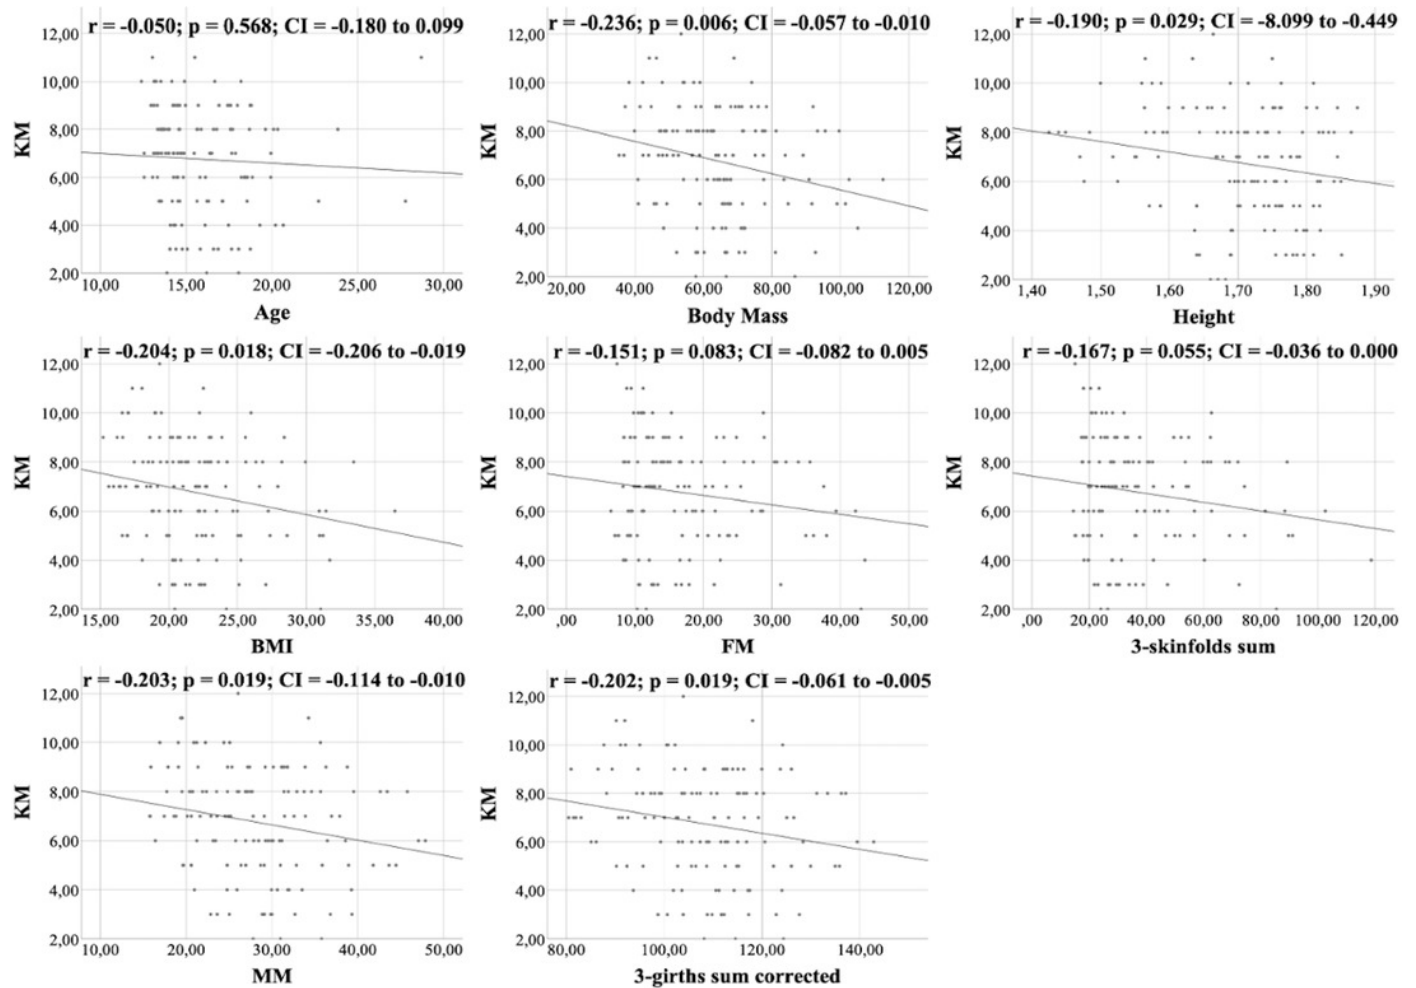 r = -0.050; p = 0.568; CI = -0.180 to 0.099
12,00
10,00
8,00
6,00
4,00
2,00
KM
10,00 15,00 20,00 25,00 30,00
Age
r = -0.236; p = 0.006; CI = -0.057 to -0.010
12,00
10,00
8,00
6,00
4,00
2,00
KM
20,00 40,00 60,00 80,00 100,00 120,00
Body Mass
r = -0.190; p = 0.029; CI = -8.099 to -0.449
12,00
10,00
8,00
6,00
4,00
2,00
KM
1,40 1,50 1,60 1,70 1,80 1,90
Height
r = -0.204; p = 0.018; CI = -0.206 to -0.019
12,00
10,00
8,00
6,00
4,00
2,00
KM
15,00 20,00 25,00 30,00 35,00 40,00
BMI
r = -0.151; p = 0.083; CI = -0.082 to 0.005
12,00
10,00
8,00
6,00
4,00
2,00
KM
,00 10,00 20,00 30,00 40,00 50,00
FM
r = -0.167; p = 0.055; CI = -0.036 to 0.000
12,00
10,00
8,00
6,00
4,00
2,00
KM
,00 20,00 40,00 60,00 80,00 100,00 120,00
3-skinfolds sum
r = -0.203; p = 0.019; CI = -0.114 to -0.010
12,00
10,00
8,00
6,00
4,00
2,00
KM
10,00 20,00 30,00 40,00 50,00
MM
r = -0.202; p = 0.019; CI = -0.061 to -0.005
12,00
10,00
8,00
6,00
4,00
2,00
KM
80,00 100,00 120,00 140,00
3-girths sum corrected